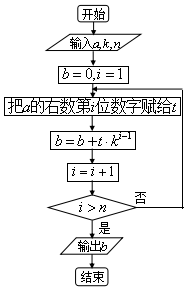 开始
输入a,k,n
b=0,i=1
把a的右数第i位数字赋给t
b=b+t·k^{i-1}
i=i+1
i>n
否
是
输出b
结束